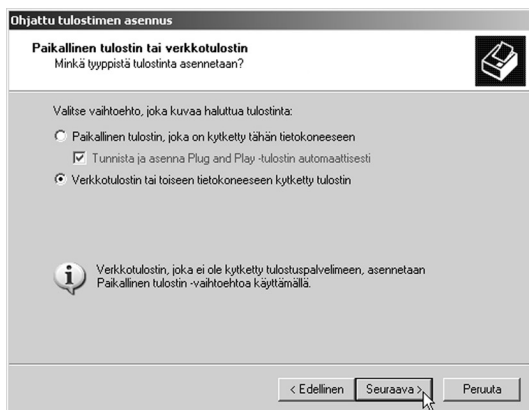 Ohjattu tulostimen asennus
Paikallinen tulostin tai verkkotulostin
Minkä tyyppistä tulostinta asennetaan?
Valitse vaihtoehto, joka kuvaa haluttua tulostinta:
Paikallinen tulostin, joka on kytketty tähän tietokoneeseen
Tunnista ja asenna Plug and Play -tulostin automaattisesti
Verkkotulostin tai toiseen tietokoneeseen kytketty tulostin
Verkkotulostin, joka ei ole kytketty tulostuspalvelimeen, asennetaan
Paikallinen tulostin -vaihtoehtoa käyttämällä.
< Edellinen Seuraava > Peruuta